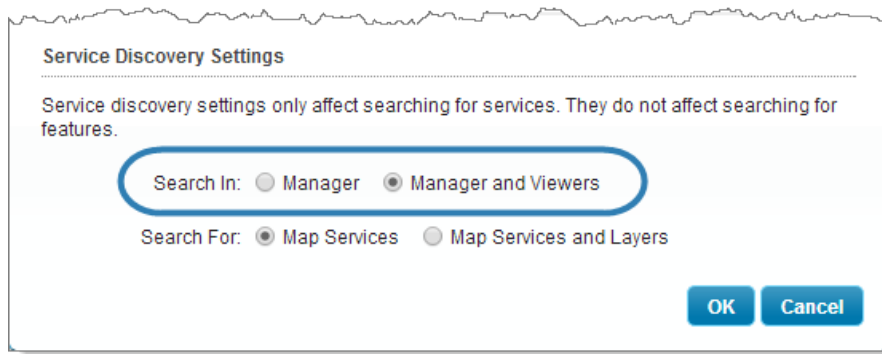 Service Discovery Settings
Service discovery settings only affect searching for services. They do not affect searching for
features.
Search In: Manager Manager and Viewers
Search For: Map Services Map Services and Layers
OK Cancel